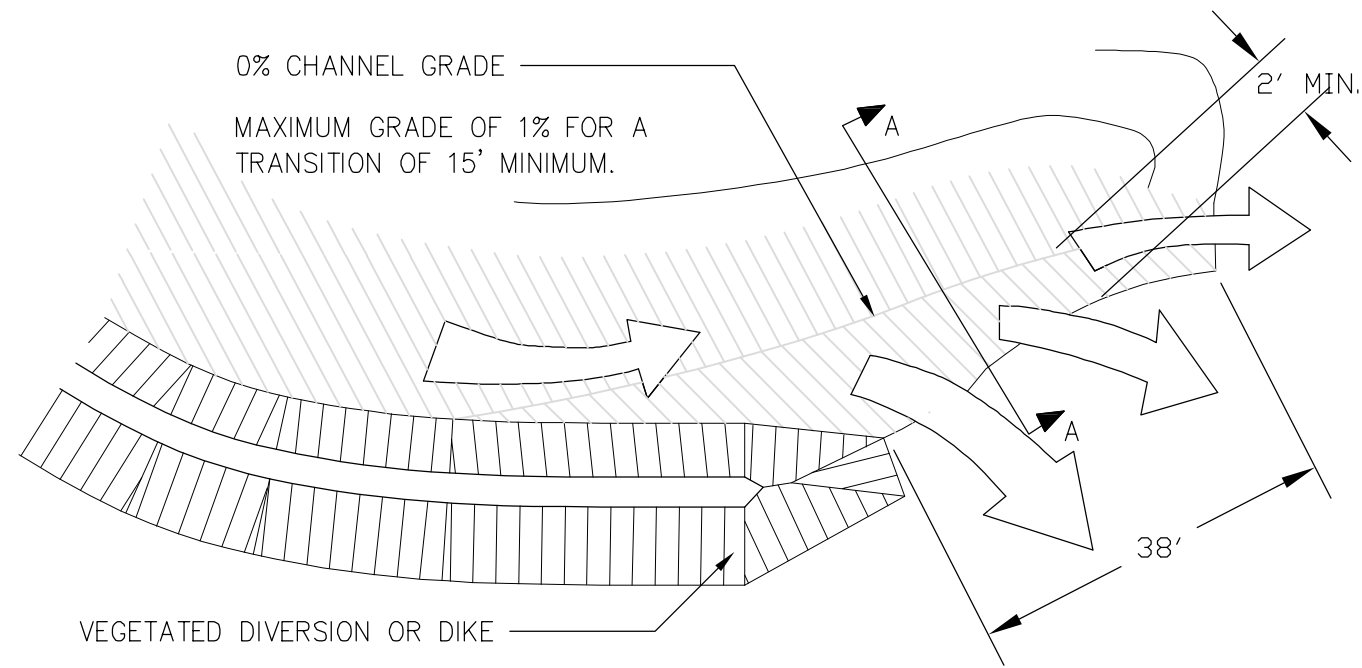 0% CHANNEL GRADE
MAXIMUM GRADE OF 1% FOR A
TRANSITION OF 15' MINIMUM.
A
2' MIN.
A
38'
VEGETATED DIVERSION OR DIKE